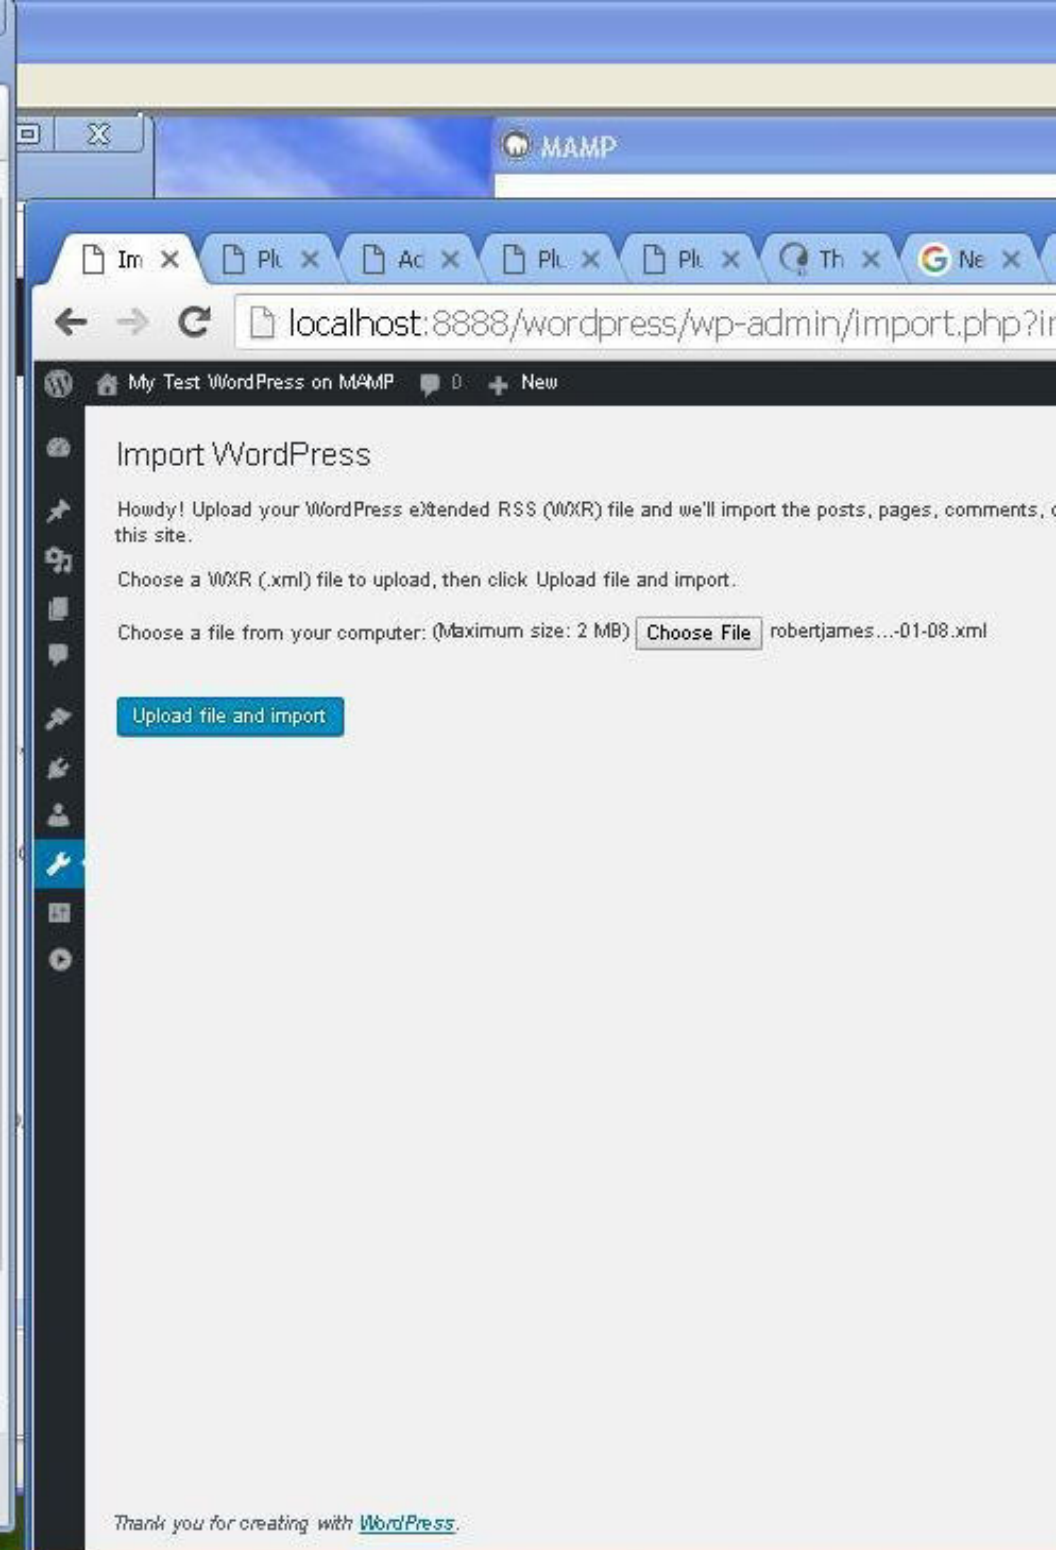 MAMP
Im
Plu
Ac
Plu
Plu
Th
Ne
localhost:8888/wordpress/wp-admin/import.php?
My Test WordPress on MAMP 0 New
Import WordPress
Howdy! Upload your WordPress eXtended RSS (WXR) file and we'll import the posts, pages, comments,
this site.
Choose a WXR (.xml) file to upload, then click Upload file and import.
Choose a file from your computer: (Maximum size: 2 MB) Choose File robertjames...-01-08.xml
Upload file and import
Thank you for creating with WordPress.